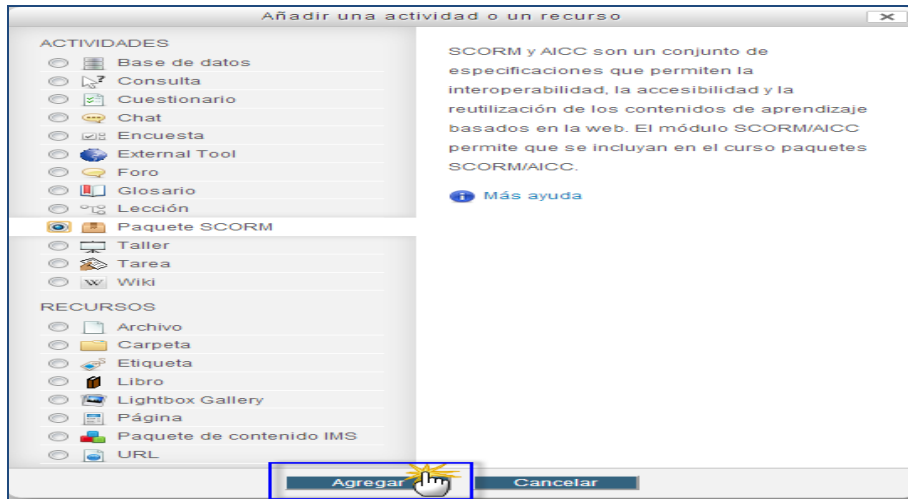 Añadir una actividad o un recurso
ACTIVIDADES
Base de datos
Consulta
Cuestionario
Chat
Encuesta
External Tool
Foro
Glosario
Lección
Paquete SCORM
Taller
Tarea
Wiki
RECURSOS
Archivo
Carpeta
Etiqueta
Libro
Lightbox Gallery
Página
Paquete de contenido IMS
URL
SCORM y AICC son un conjunto de
especificaciones que permiten la
interoperabilidad, la accesibilidad y la
reutilización de los contenidos de aprendizaje
basados en la web. El módulo SCORM/AICC
permite que se incluyan en el curso paquetes
SCORM/AICC.
Más ayuda
Agregar
Cancelar